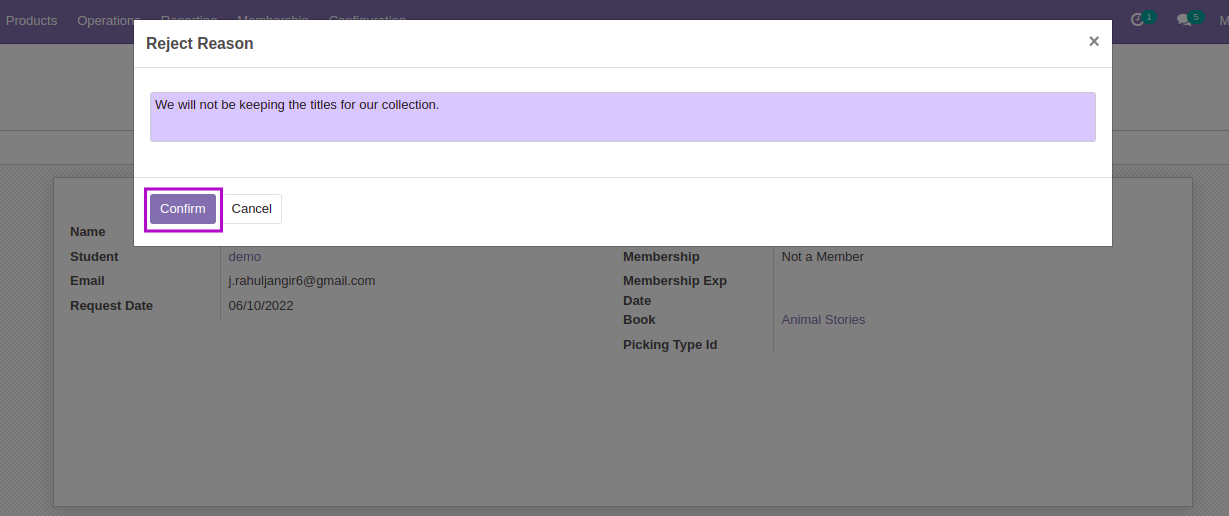 Products Operations Reporting Membership Configuration 1 5 M
Reject Reason ×
We will not be keeping the titles for our collection.
Confirm Cancel
Name
Student demo Membership Not a Member
Email j.rahuljangir6@gmail.com Membership Exp
Date
Request Date 06/10/2022
Book Animal Stories
Picking Type Id